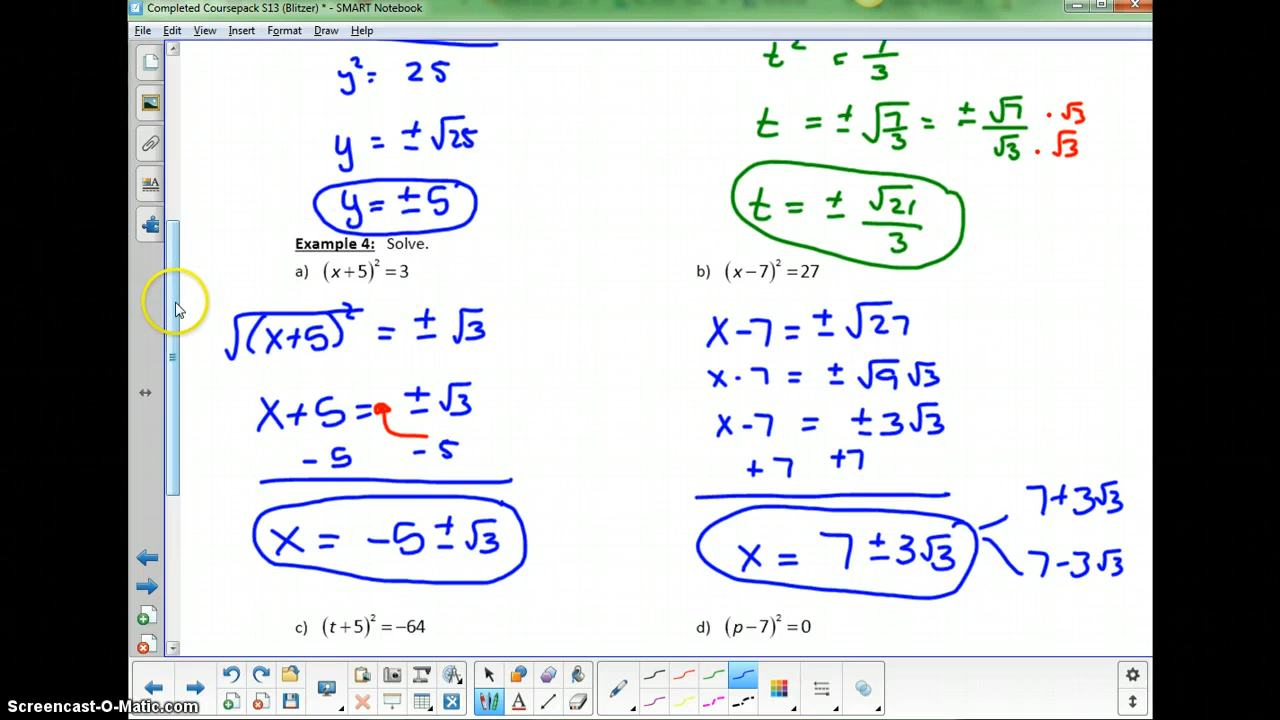 Completed Coursepack S13 (Blitzer) * - SMART Notebook
File Edit View Insert Format Draw Help
y² = 25
y = ± √25
y = ± 5
t² = 7/3
t = ± √7/3 = ± √7/√3 · √3/· √3
t = ± √21/3
Example 4: Solve.
a) (x+5)² = 3
√(x+5)² = ± √3
x+5 = ± √3
-5 -5
x = -5 ± √3
b) (x-7)² = 27
x-7 = ± √27
x-7 = ± √9 √3
x-7 = ± 3√3
+7 +7
x = 7 ± 3√3
7+3√3
7-3√3
c) (t+5)² = -64
d) (p-7)² = 0
Screencast-O-Matic.com